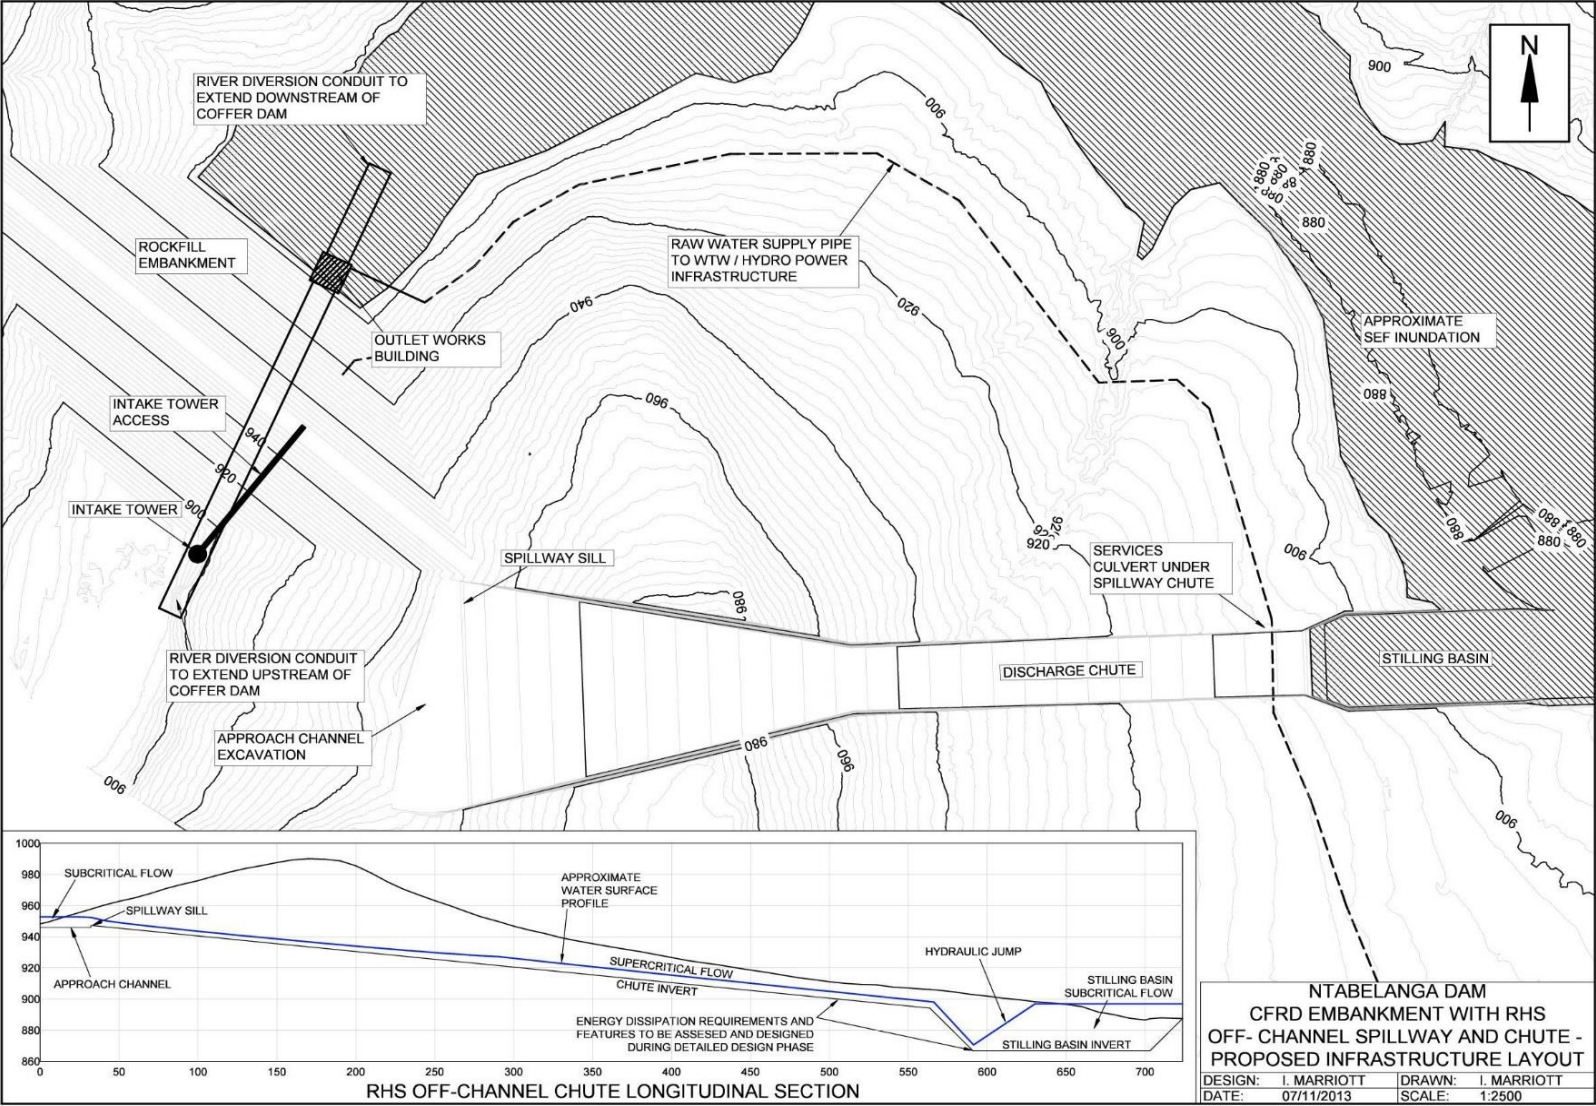 RIVER DIVERSION CONDUIT TO
EXTEND DOWNSTREAM OF
COFFER DAM
N
900
900
880
880
880
ROCKFILL
EMBANKMENT
RAW WATER SUPPLY PIPE
TO WTW / HYDRO POWER
INFRASTRUCTURE
940
920
900
APPROXIMATE
SEF INUNDATION
OUTLET WORKS
BUILDING
880
960
INTAKE TOWER
ACCESS
940
920
900
INTAKE TOWER
880
880
880
880
920
900
SPILLWAY SILL
SERVICES
CULVERT UNDER
SPILLWAY CHUTE
980
RIVER DIVERSION CONDUIT
TO EXTEND UPSTREAM OF
COFFER DAM
DISCHARGE CHUTE
STILLING BASIN
APPROACH CHANNEL
EXCAVATION
980
960
900
900
1000
980
960
940
920
900
880
860
SUBCRITICAL FLOW
SPILLWAY SILL
APPROACH CHANNEL
APPROXIMATE
WATER SURFACE
PROFILE
SUPERCRITICAL FLOW
CHUTE INVERT
HYDRAULIC JUMP
STILLING BASIN
SUBCRITICAL FLOW
ENERGY DISSIPATION REQUIREMENTS AND
FEATURES TO BE ASSESED AND DESIGNED
DURING DETAILED DESIGN PHASE
STILLING BASIN INVERT
0 50 100 150 200 250 300 350 400 450 500 550 600 650 700
RHS OFF-CHANNEL CHUTE LONGITUDINAL SECTION
NTABELANGA DAM
CFRD EMBANKMENT WITH RHS
OFF- CHANNEL SPILLWAY AND CHUTE -
PROPOSED INFRASTRUCTURE LAYOUT
DESIGN: I. MARRIOTT DRAWN: I. MARRIOTT
DATE: 07/11/2013 SCALE: 1:2500